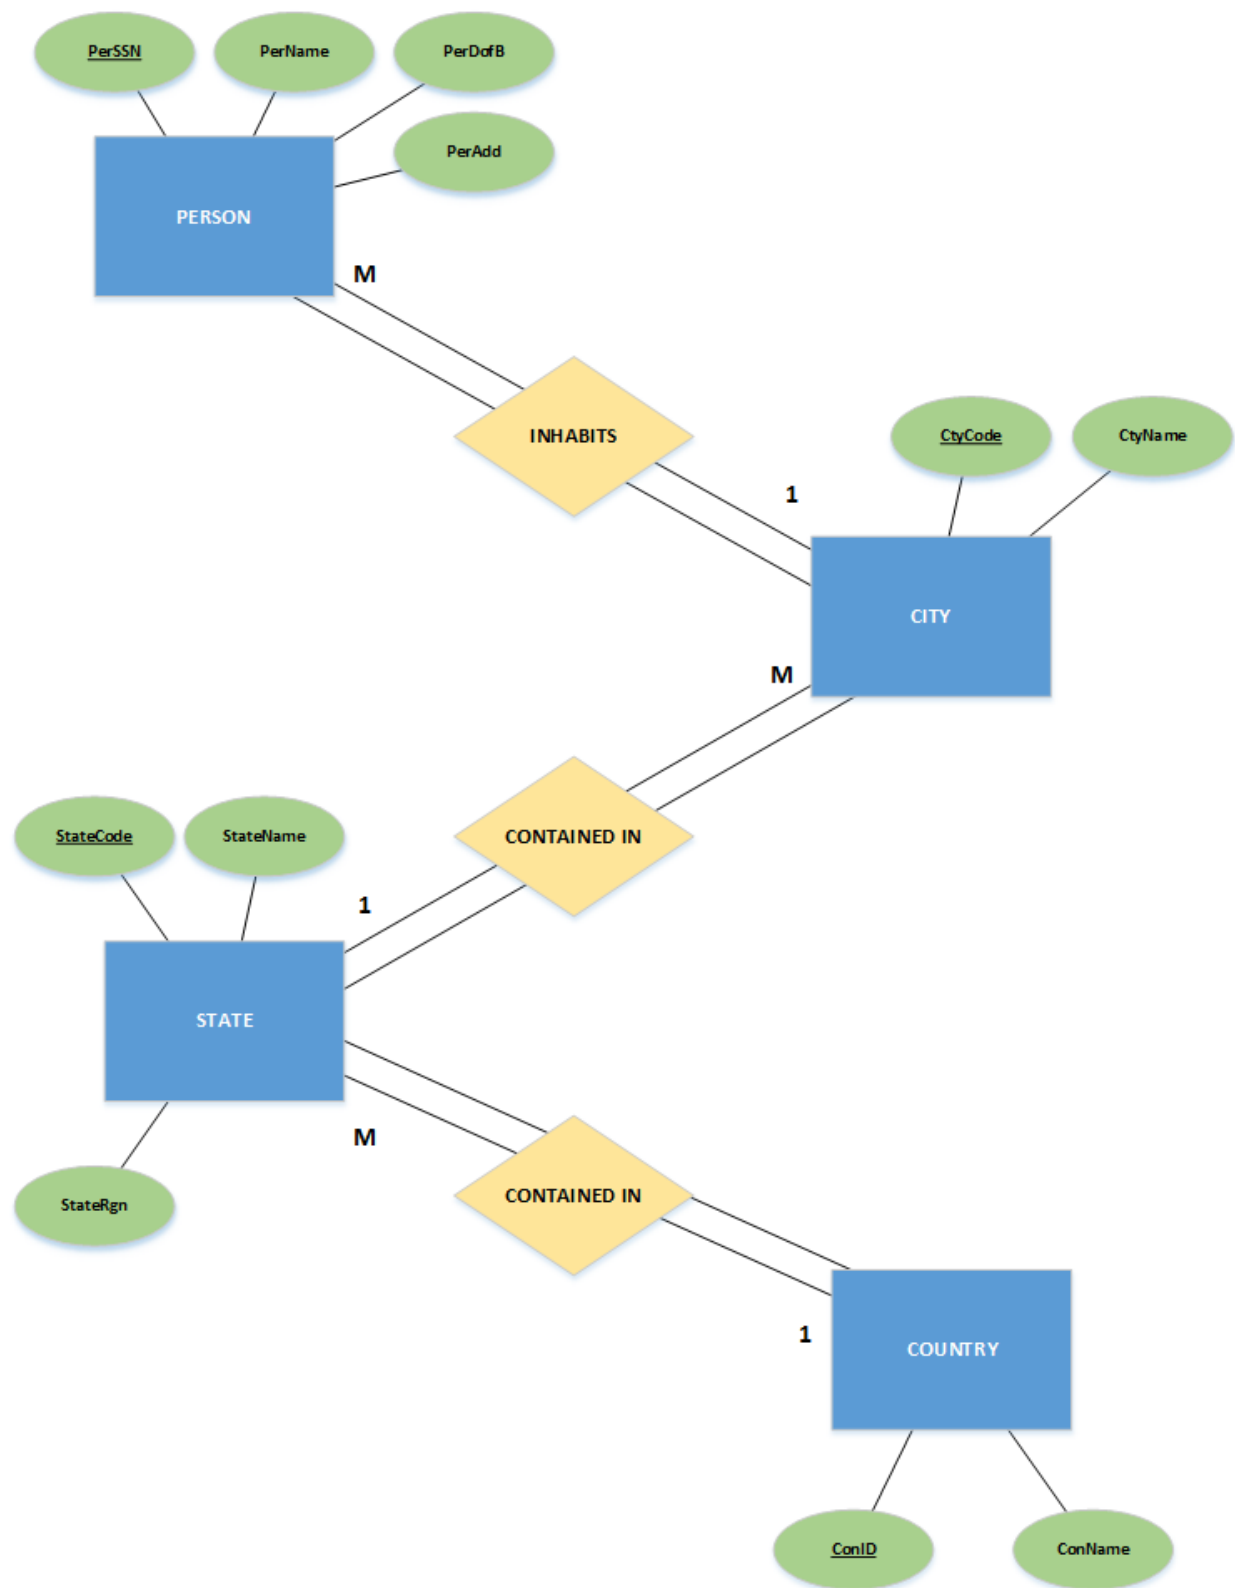 PerSSN
PerName
PerDofB
PerAdd
PERSON
M
INHABITS
1
CtyCode
CtyName
CITY
M
CONTAINED IN
1
StateCode
StateName
STATE
StateRgn
M
CONTAINED IN
1
COUNTRY
ConID
ConName